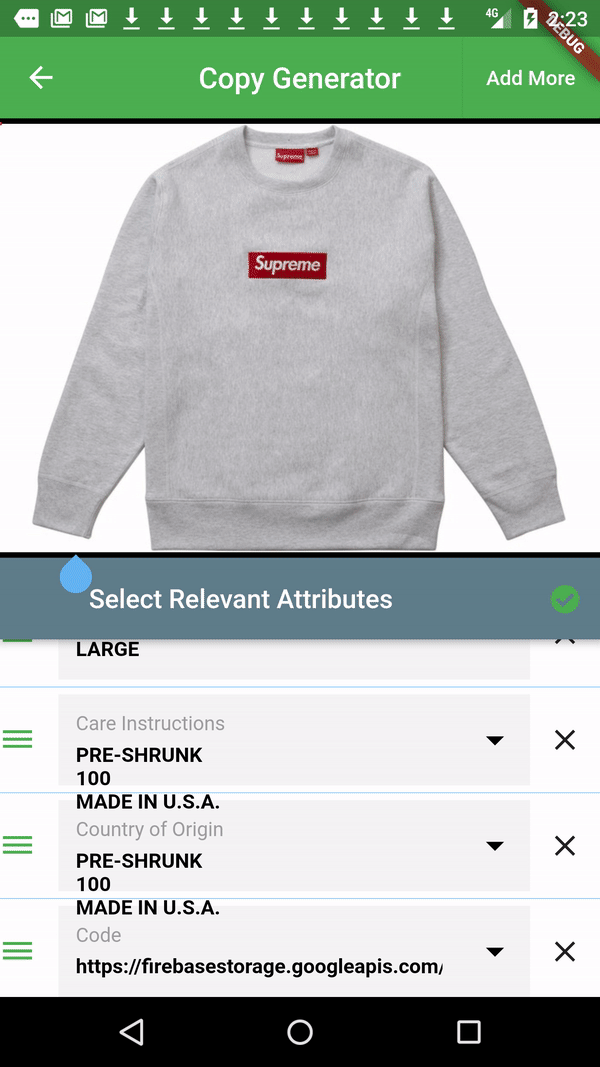 4G
2:23
DEBUG
Copy Generator
Add More
Supreme
Supreme
Select Relevant Attributes
LARGE
Care Instructions
PRE-SHRUNK
100
MADE IN U.S.A.
Country of Origin
PRE-SHRUNK
100
MADE IN U.S.A.
Code
https://firebasestorage.googleapis.com/